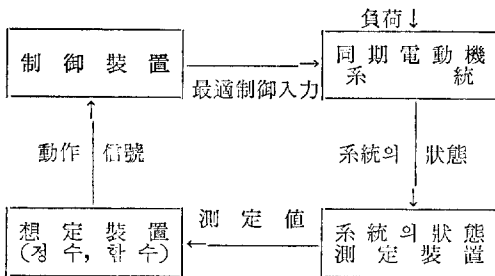 負荷↓
制御裝置
同期電動機
系統
最適制御入力
動作 信號
系統의 狀態
想定裝置
(정수, 함수)
測定値
系統의狀態
測定裝置